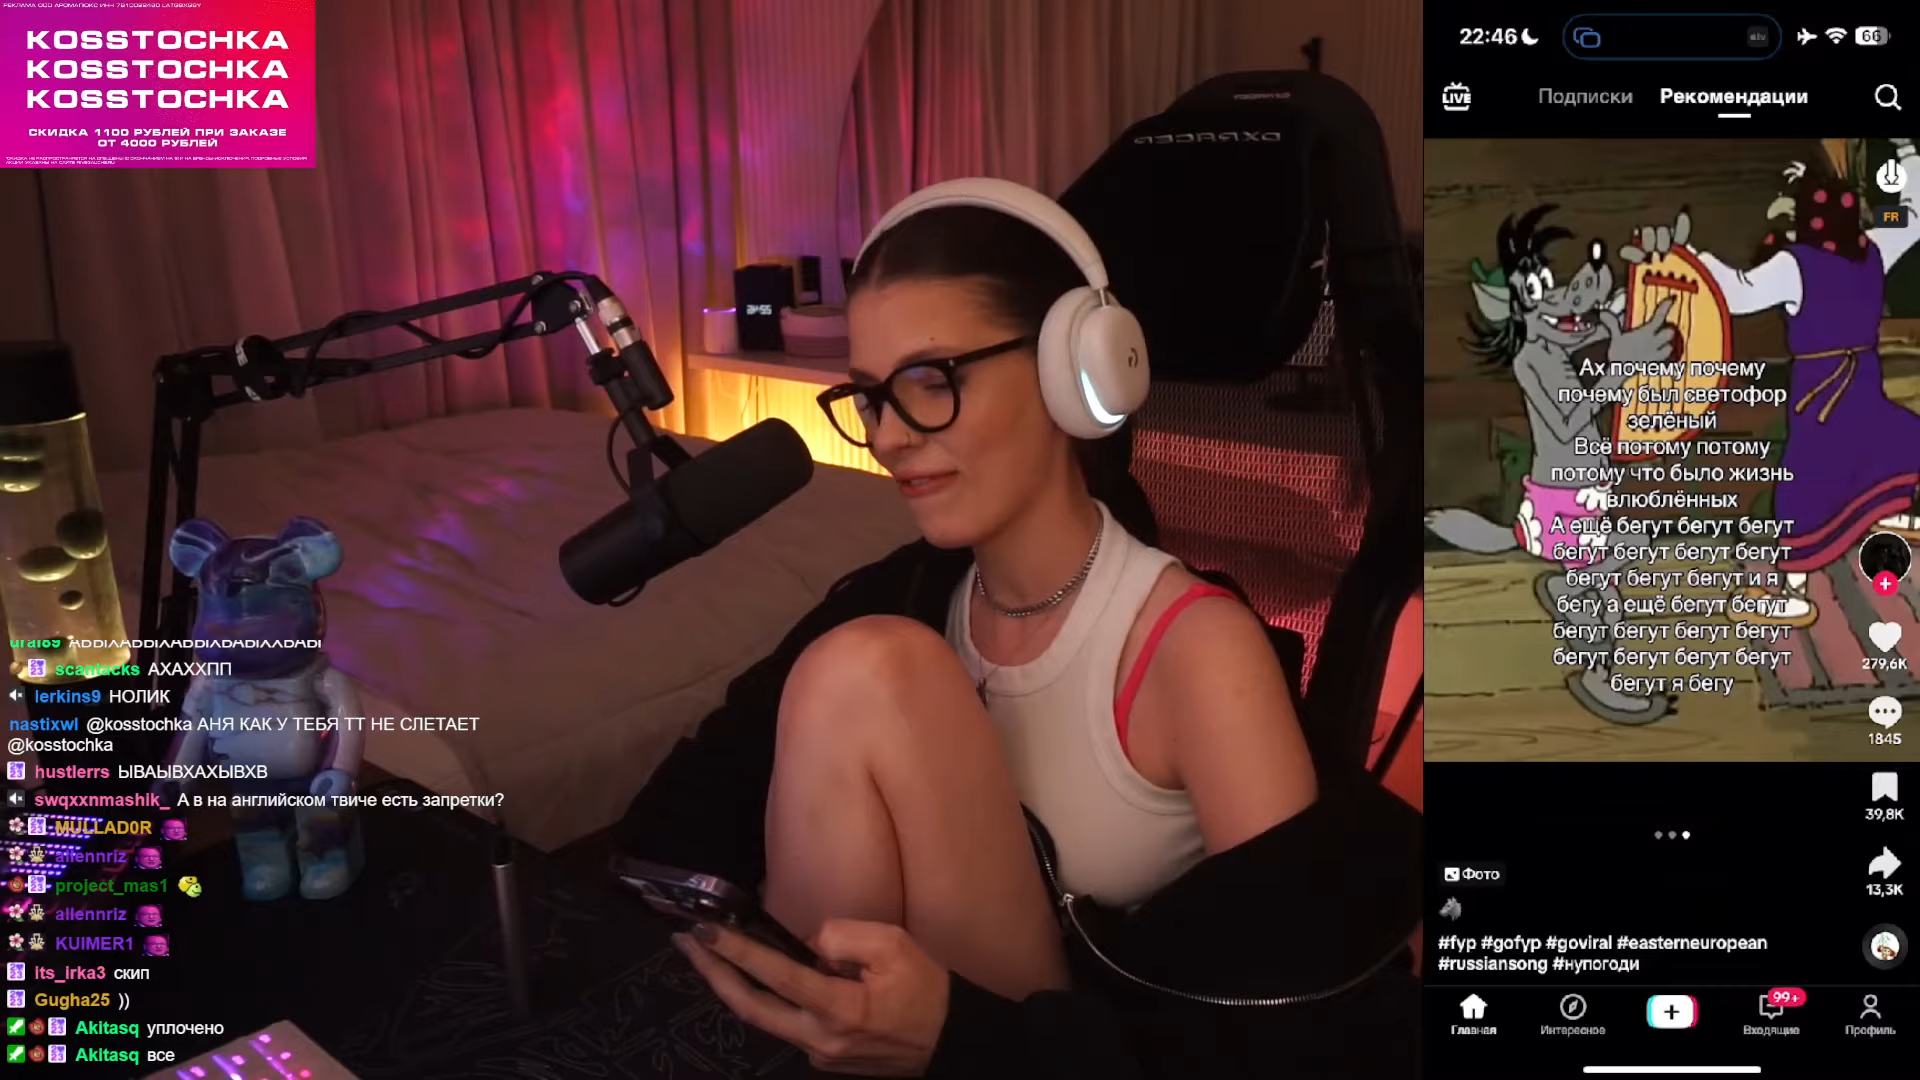 KOSSTOCHKA
KOSSTOCHKA
KOSSTOCHKA
СКИДКА 1100 РУБЛЕЙ ПРИ ЗАКАЗЕ
ОТ 4000 РУБЛЕЙ
DXRACER
scantacks АХАХХПП
lerkins9 НОЛИК
nastixwl @kosstochka АНЯ КАК У ТЕБЯ ТТ НЕ СЛЕТАЕТ
@kosstochka
hustlerrs ЫВАЫВХАХЫВХВ
swqxxnmashik_ А в на английском твиче есть запретки?
MULLAD0R
allennriz
project_mas1
allennriz
KUIMER1
its_irka3 скип
Gugha25 ))
Akitasq уплочено
Akitasq все
22:46
66
LIVE
Подписки
Рекомендации
FR
Ах почему почему
почему был светофор
зелёный
Всё потому потому
потому что было жизнь
влюблённых
А ещё бегут бегут бегут
бегут бегут бегут бегут
бегут бегут бегут и я
бегу а ещё бегут бегут
бегут бегут бегут бегут
бегут бегут бегут бегут
бегут я бегу
279,6K
1845
39,8K
13,3K
Фото
#fyp #gofyp #goviral #easterneuropean
#russiansong #нупогоди
Главная
Интересное
99+
Входящие
Профиль